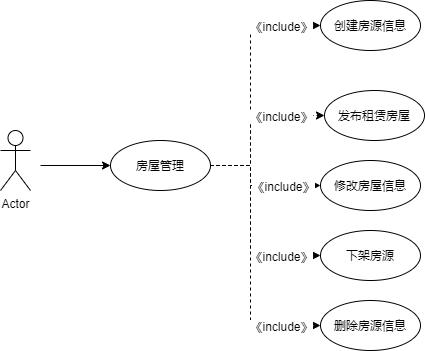 《include》
创建房源信息
《include》
发布租赁房屋
房屋管理
《include》
修改房屋信息
Actor
《include》
下架房源
《include》
删除房源信息